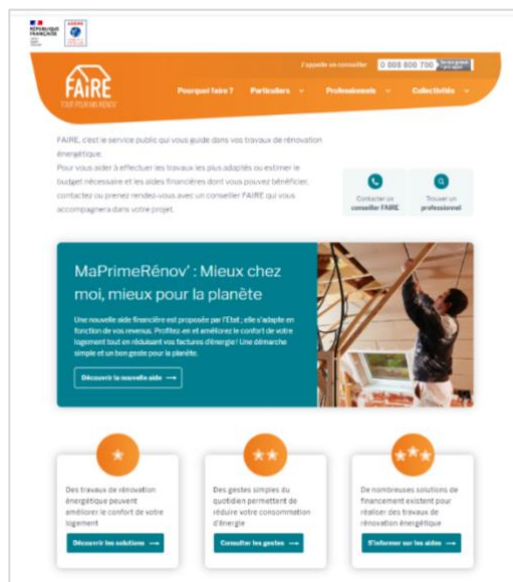 RÉPUBLIQUE
FRANÇAISE
ADEME
J'appelle un conseiller 0 808 800 700 Service gratuit
+ prix appel
FAIRE
TOUT POUR MA RÉNOV'
Pourquoi faire ? Particuliers Professionnels Collectivités
FAIRE, c'est le service public qui vous guide dans vos travaux de rénovation
énergétique.
Pour vous aider à effectuer les travaux les plus adaptés ou estimer le
budget nécessaire et les aides financières dont vous pouvez bénéficier,
contactez ou prenez rendez-vous avec un conseiller FAIRE qui vous
accompagnera dans votre projet.
Contacter un
conseiller FAIRE
Trouver un
professionnel
MaPrimeRénov' : Mieux chez
moi, mieux pour la planète
Une nouvelle aide financière est proposée par l'Etat ; elle s'adapte en
fonction de vos revenus. Profitez-en et améliorez le confort de votre
logement tout en réduisant vos factures d'énergie ! Une démarche
simple et un bon geste pour la planète.
Découvrir la nouvelle aide
Des travaux de rénovation
énergétique peuvent
améliorer le confort de votre
logement
Découvrir les solutions
Des gestes simples du
quotidien permettent de
réduire votre consommation
d'énergie
Consulter les gestes
De nombreuses solutions de
financement existent pour
réaliser des travaux de
rénovation énergétique
S'informer sur les aides